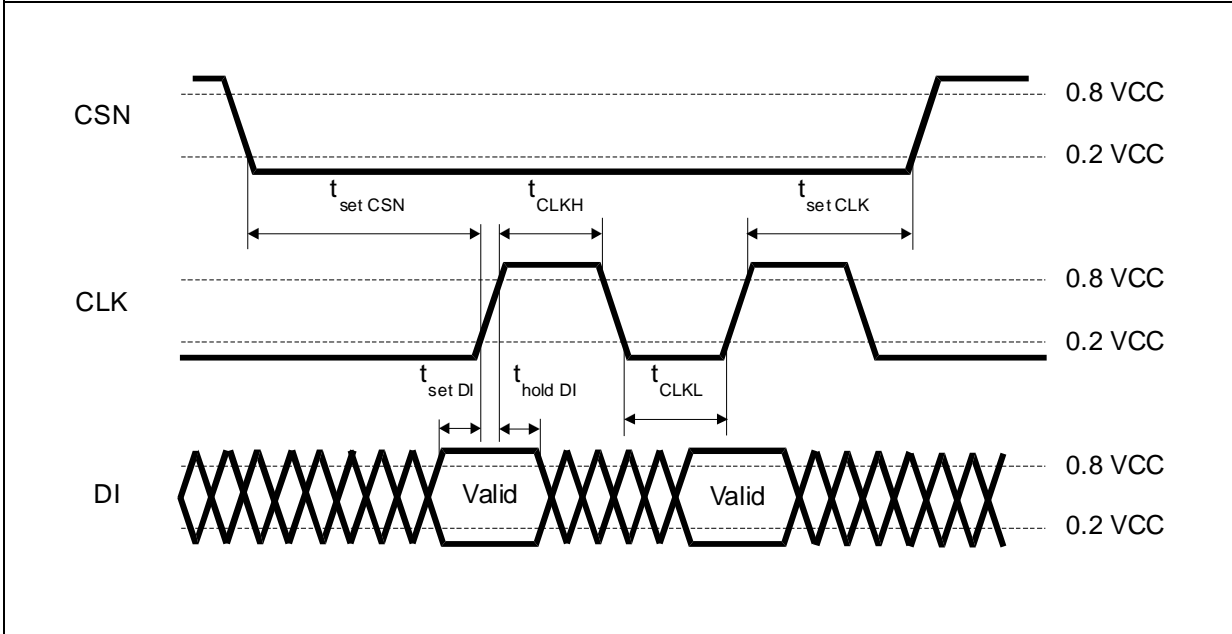 CSN
0.8 VCC
0.2 VCC
t set CSN
t CLKH
t set CLK
CLK
0.8 VCC
0.2 VCC
t set DI
t hold DI
t CLKL
DI
Valid
Valid
0.8 VCC
0.2 VCC